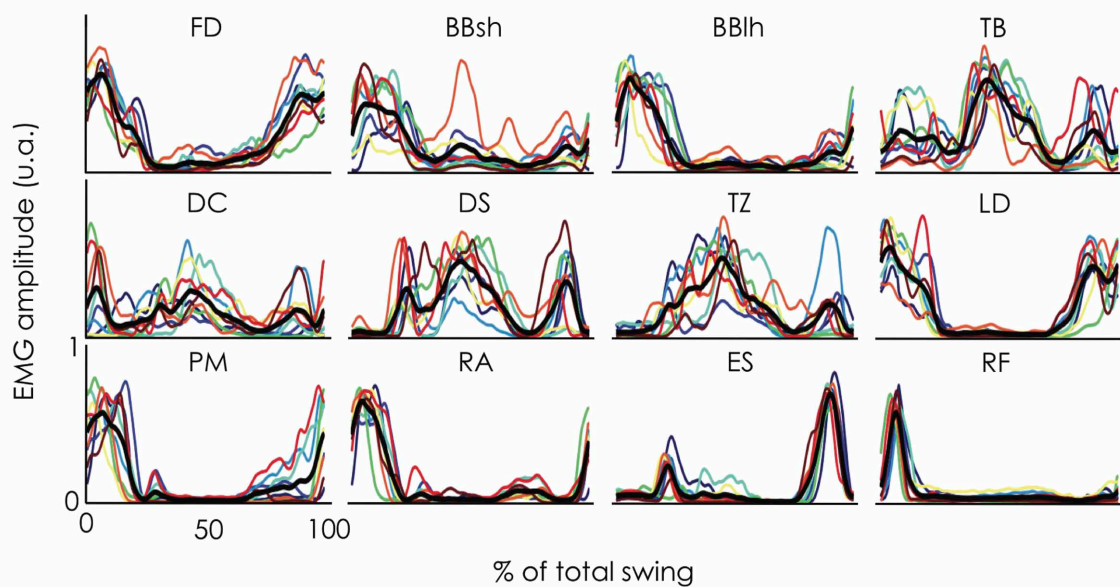 FD BBsh BBlh TB
DC DS TZ LD
EMG amplitude (u.a.)
1
PM RA ES RF
0
0 50 100
% of total swing